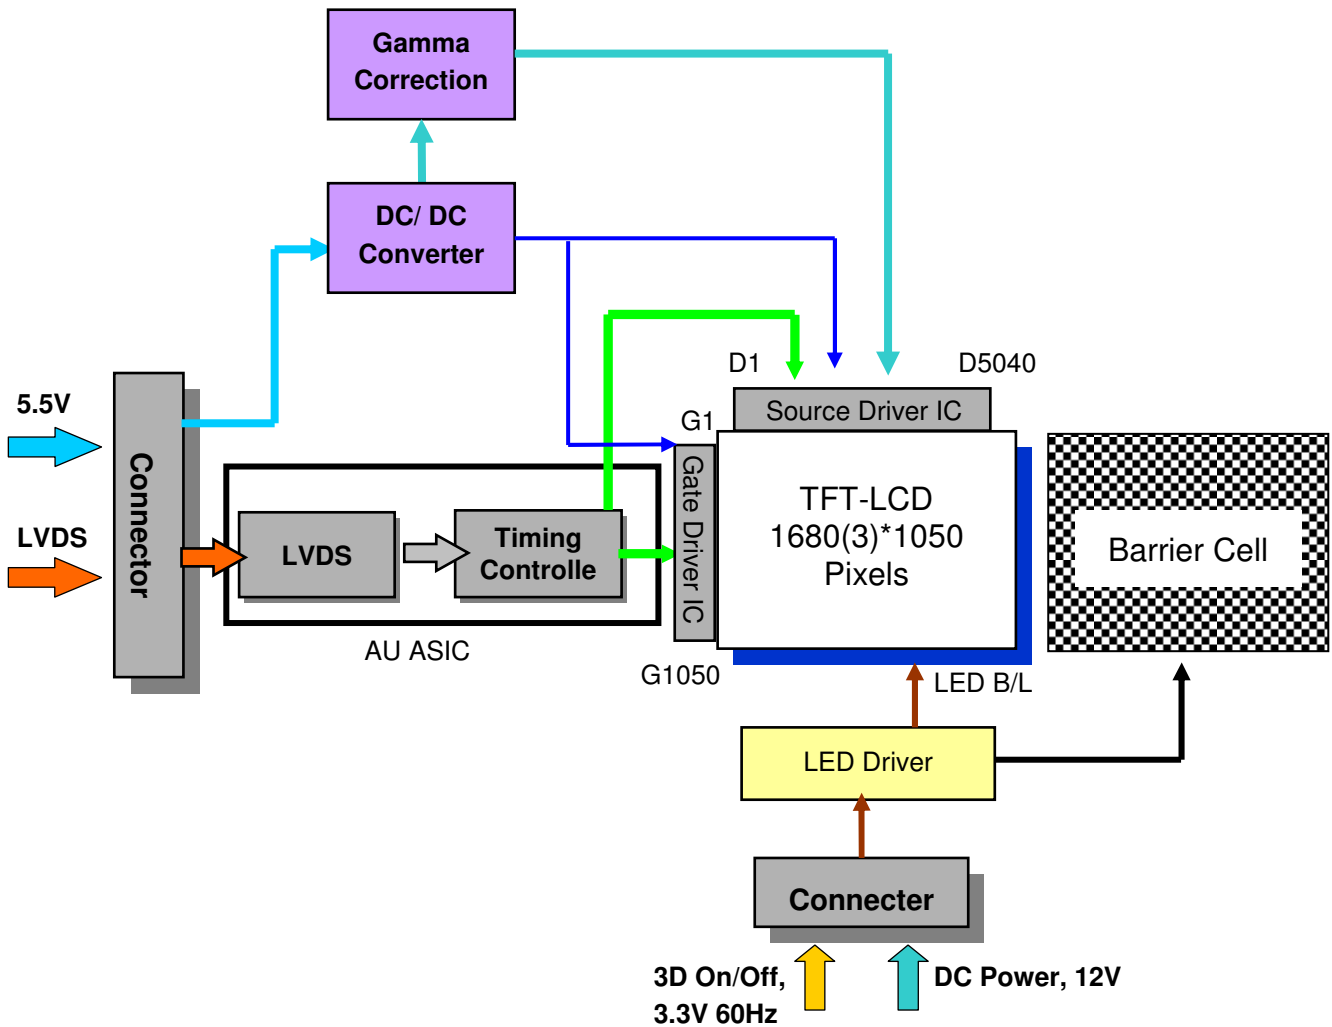 Gamma
Correction
DC/ DC
Converter
D1
D5040
5.5V
G1
Source Driver IC
Connector
Gate Driver IC
TFT-LCD
1680(3)*1050
Pixels
Barrier Cell
LVDS
LVDS
Timing
Controlle
AU ASIC
G1050
LED B/L
LED Driver
Connecter
3D On/Off,
3.3V 60Hz
DC Power, 12V